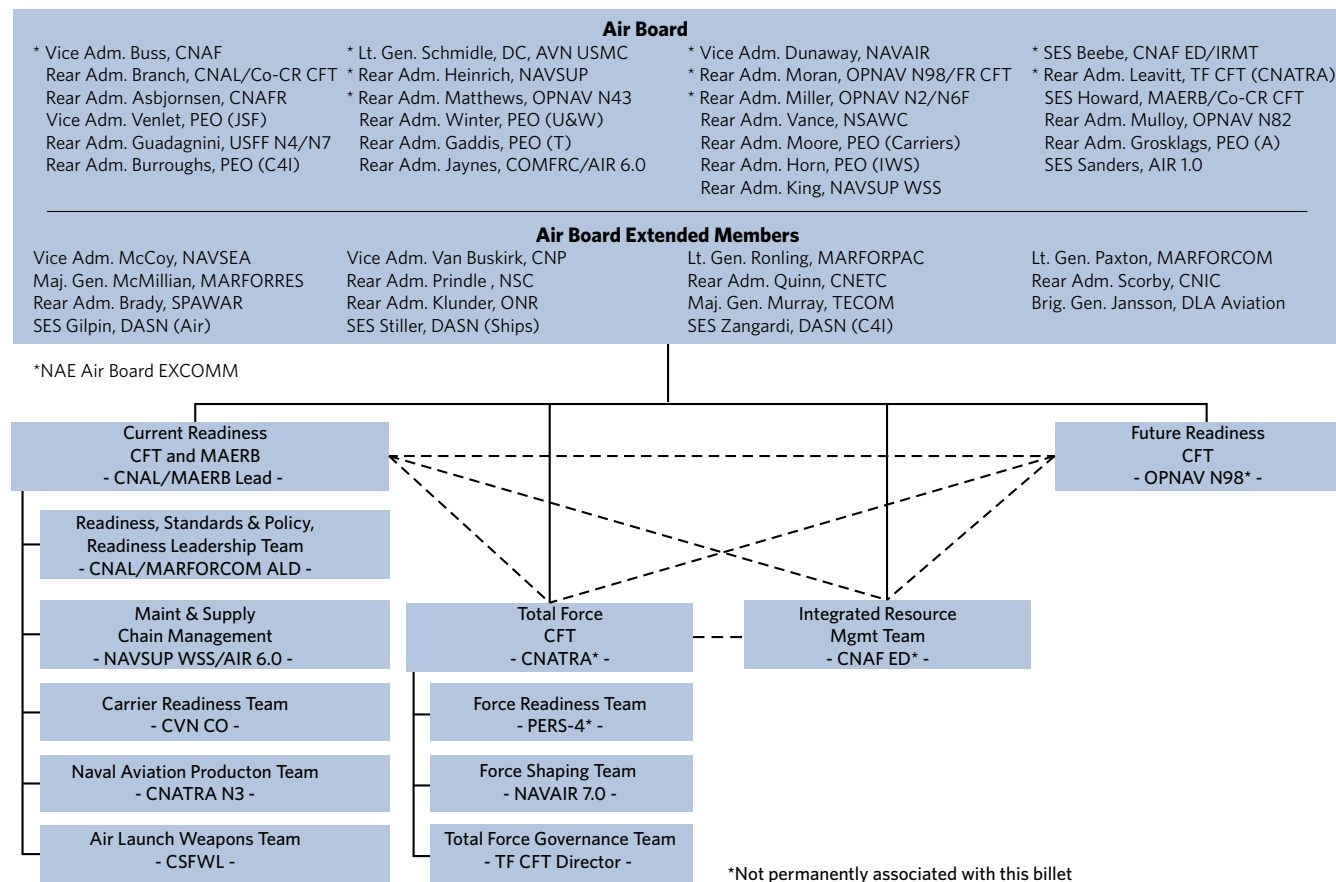 Air Board
* Vice Adm. Buss, CNAF
Rear Adm. Branch, CNAL/Co-CR CFT
Rear Adm. Asbjornsen, CNAFR
Vice Adm. Venlet, PEO (JSF)
Rear Adm. Guadagnini, USFF N4/N7
Rear Adm. Burroughs, PEO (C4I)
* Lt. Gen. Schmidle, DC, AVN USMC
* Rear Adm. Heinrich, NAVSUP
* Rear Adm. Matthews, OPNAV N43
Rear Adm. Winter, PEO (U&W)
Rear Adm. Gaddis, PEO (T)
Rear Adm. Jaynes, COMFRC/AIR 6.0
* Vice Adm. Dunaway, NAVAIR
* Rear Adm. Moran, OPNAV N98/FR CFT
* Rear Adm. Miller, OPNAV N2/N6F
Rear Adm. Vance, NSAWC
Rear Adm. Moore, PEO (Carriers)
Rear Adm. Horn, PEO (IWS)
Rear Adm. King, NAVSUP WSS
* SES Beebe, CNAF ED/IRMT
* Rear Adm. Leavitt, TF CFT (CNATRA)
SES Howard, MAERB/Co-CR CFT
Rear Adm. Mulloy, OPNAV N82
Rear Adm. Grosklags, PEO (A)
SES Sanders, AIR 1.0
Air Board Extended Members
Vice Adm. McCoy, NAVSEA
Maj. Gen. McMillian, MARFORRES
Rear Adm. Brady, SPAWAR
SES Gilpin, DASN (Air)
Vice Adm. Van Buskirk, CNP
Rear Adm. Prindle , NSC
Rear Adm. Klunder, ONR
SES Stiller, DASN (Ships)
Lt. Gen. Ronling, MARFORPAC
Rear Adm. Quinn, CNETC
Maj. Gen. Murray, TECOM
SES Zangardi, DASN (C4I)
Lt. Gen. Paxton, MARFORCOM
Rear Adm. Scorby, CNIC
Brig. Gen. Jansson, DLA Aviation
*NAE Air Board EXCOMM
Current Readiness
CFT and MAERB
- CNAL/MAERB Lead -
Future Readiness
CFT
- OPNAV N98* -
Readiness, Standards & Policy,
Readiness Leadership Team
- CNAL/MARFORCOM ALD -
Maint & Supply
Chain Management
- NAVSUP WSS/AIR 6.0 -
Carrier Readiness Team
- CVN CO -
Naval Aviation Producton Team
- CNATRA N3 -
Air Launch Weapons Team
- CSFWL -
Total Force
CFT
- CNATRA* -
Integrated Resource
Mgmt Team
- CNAF ED* -
Force Readiness Team
- PERS-4* -
Force Shaping Team
- NAVAIR 7.0 -
Total Force Governance Team
- TF CFT Director -
*Not permanently associated with this billet